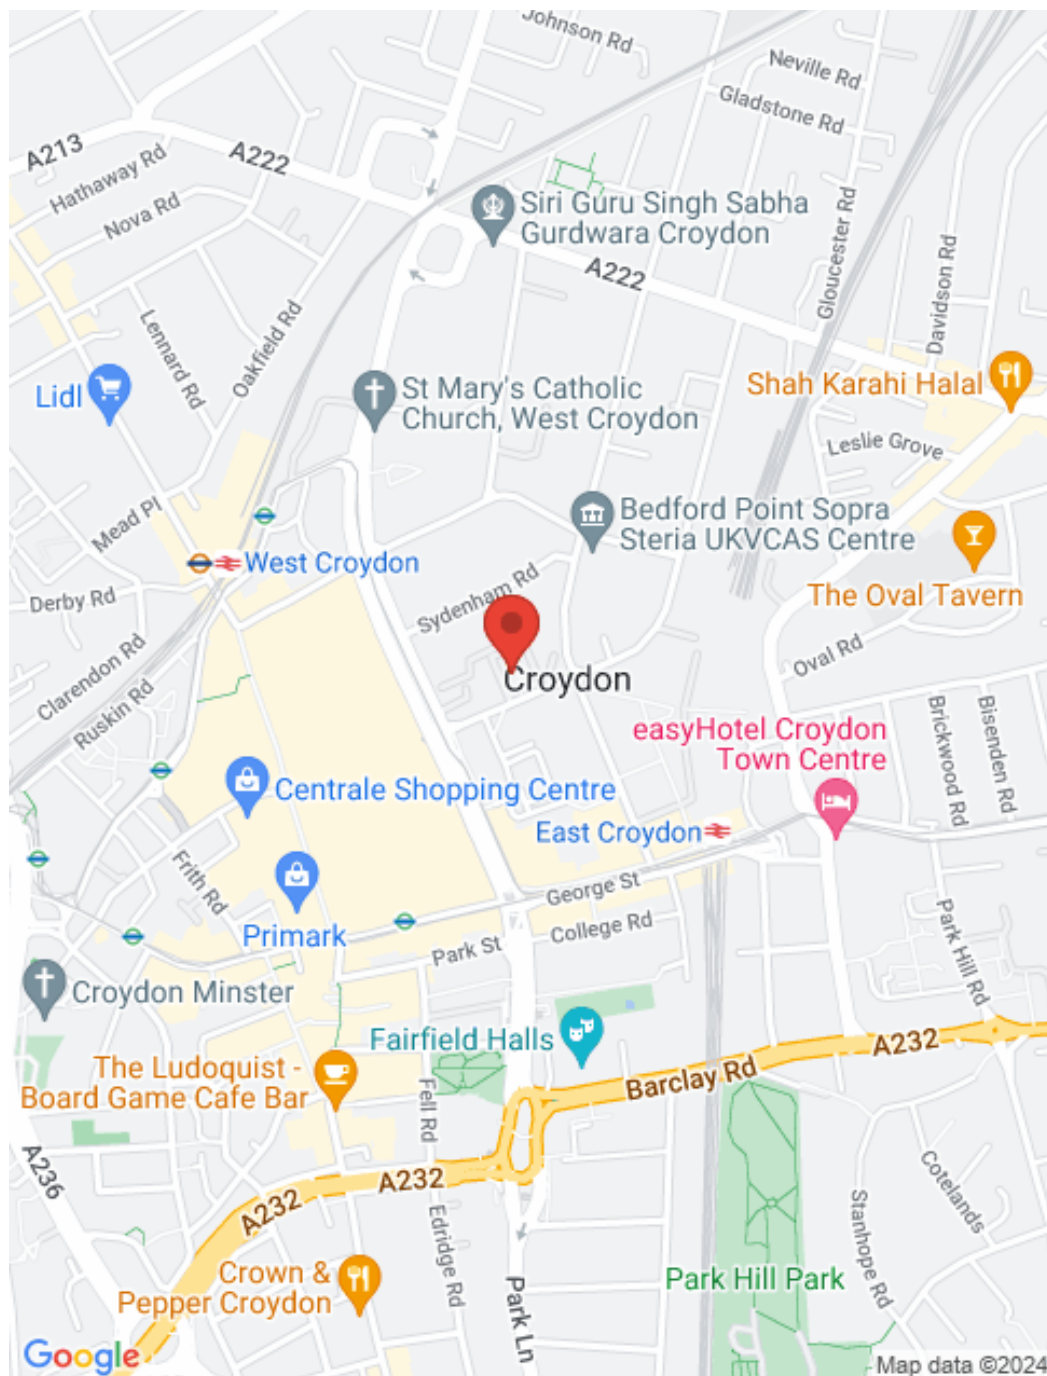 Johnson Rd
Neville Rd
Gladstone Rd
A213
A222
Hathaway Rd
Nova Rd
Siri Guru Singh Sabha
Gurdwara Croydon
Gloucester Rd
A222
Davidson Rd
Lennard Rd
Oakfield Rd
Lidl
St Mary's Catholic
Church, West Croydon
Shah Karahi Halal
Leslie Grove
Mead Pl
Bedford Point Sopra
Steria UKVCAS Centre
West Croydon
Derby Rd
Sydenham Rd
The Oval Tavern
Clarendon Rd
Oval Rd
Ruskin Rd
Croydon
Brickwood Rd
Bisenden Rd
easyHotel Croydon
Town Centre
Centrale Shopping Centre
East Croydon
Frith Rd
George St
Primark
College Rd
Park St
Park Hill Rd
Croydon Minster
Fairfield Halls
A232
The Ludoquist -
Board Game Cafe Bar
Barclay Rd
Fell Rd
A236
A232
A232
Cotelands
Stanhope Rd
Edridge Rd
Crown &
Pepper Croydon
Park Ln
Park Hill Park
Google
Map data ©2024